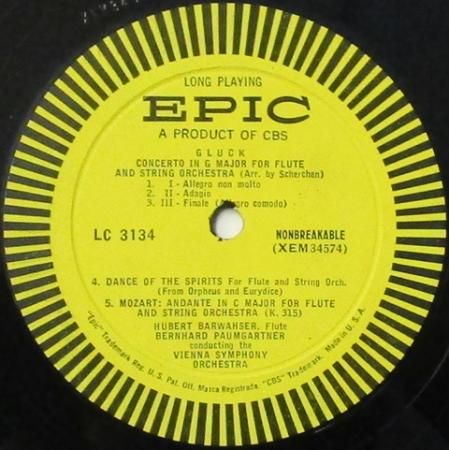 LONG PLAYING
EPIC
A PRODUCT OF CBS
GLUCK
CONCERTO IN G MAJOR FOR FLUTE
AND STRING ORCHESTRA (Arr. by Scherchen)
1. I - Allegro non molto
2. II - Adagio
3. III - Finale (Allegro comodo)
LC 3134
NONBREAKABLE
(XEM34574)
4. DANCE OF THE SPIRITS For Flute and String Orch.
(From Orpheus and Eurydice)
5. MOZART: ANDANTE IN C MAJOR FOR FLUTE
AND STRING ORCHESTRA (K. 315)
HUBERT BARWAHSER, Flute
BERNHARD PAUMGARTNER
conducting the
VIENNA SYMPHONY
ORCHESTRA
"Epic" Trademark Reg. U. S. Pat. Off. Marca Registrada. "CBS" Trademark. Made in U. S. A.